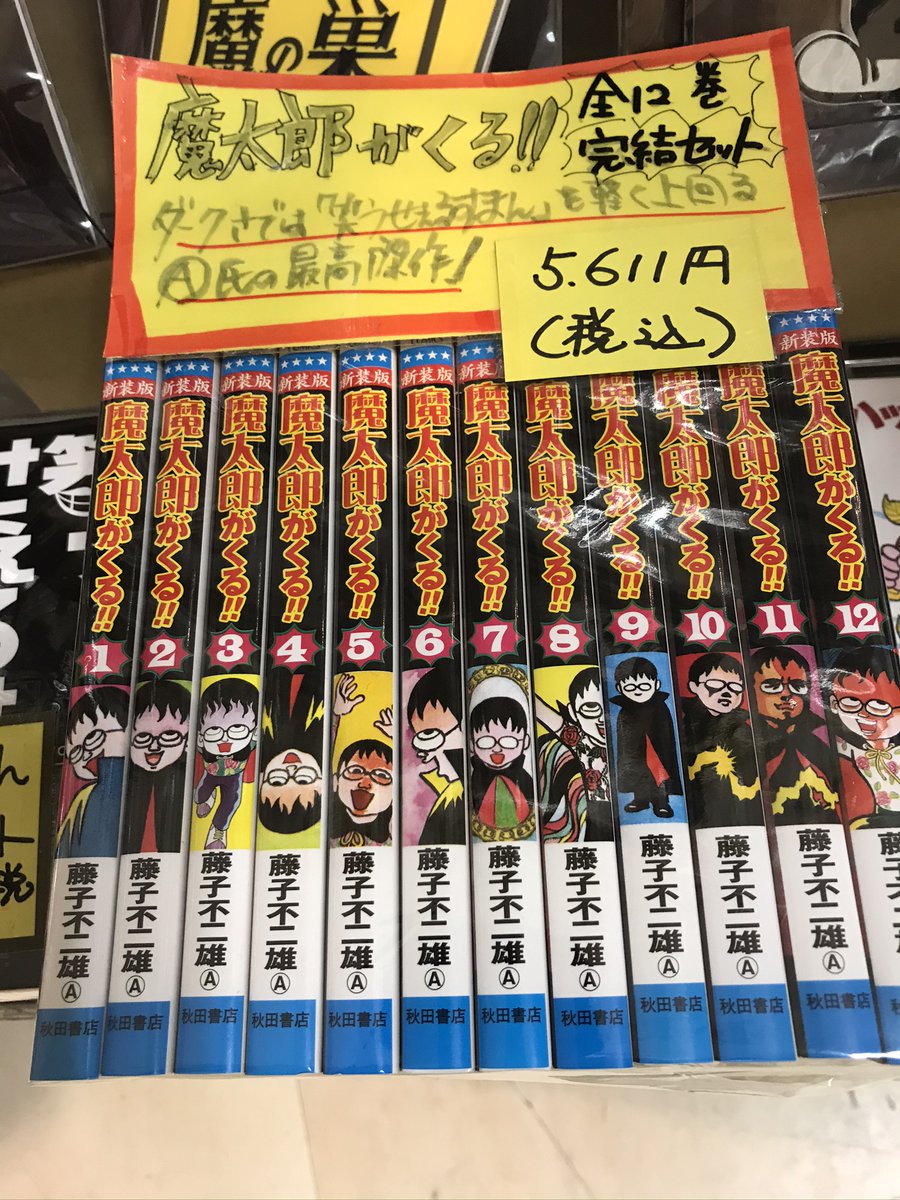 魔の巣
魔太郎がくる!!
全12巻
完結セット
ダークさでは「笑うせぇるすまん」を軽く上回る
Ⓐ氏の最高傑作!
5.611円
(税込)
新装版 魔太郎がくる!! 1 藤子不二雄Ⓐ 秋田書店
新装版 魔太郎がくる!! 2 藤子不二雄Ⓐ 秋田書店
新装版 魔太郎がくる!! 3 藤子不二雄Ⓐ 秋田書店
新装版 魔太郎がくる!! 4 藤子不二雄Ⓐ 秋田書店
新装版 魔太郎がくる!! 5 藤子不二雄Ⓐ 秋田書店
新装版 魔太郎がくる!! 6 藤子不二雄Ⓐ 秋田書店
新装版 魔太郎がくる!! 7 藤子不二雄Ⓐ 秋田書店
魔太郎がくる!! 8 藤子不二雄Ⓐ 秋田書店
魔太郎がくる!! 9 藤子不二雄Ⓐ 秋田書店
魔太郎がくる!! 10 藤子不二雄Ⓐ 秋田書店
魔太郎がくる!! 11 藤子不二雄Ⓐ 秋田書店
新装版 魔太郎がくる!! 12 藤子不二雄